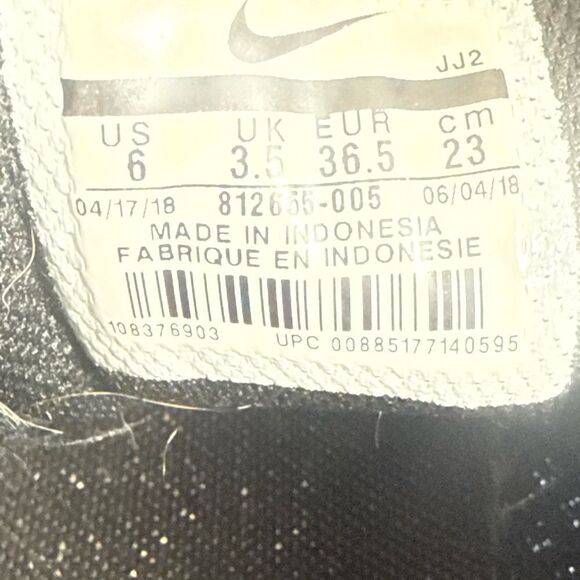 JJ2
US UK EUR cm
6 3.5 36.5 23
04/17/18 812655-005 06/04/18
MADE IN INDONESIA
FABRIQUE EN INDONESIE
108376903 UPC 00885177140595